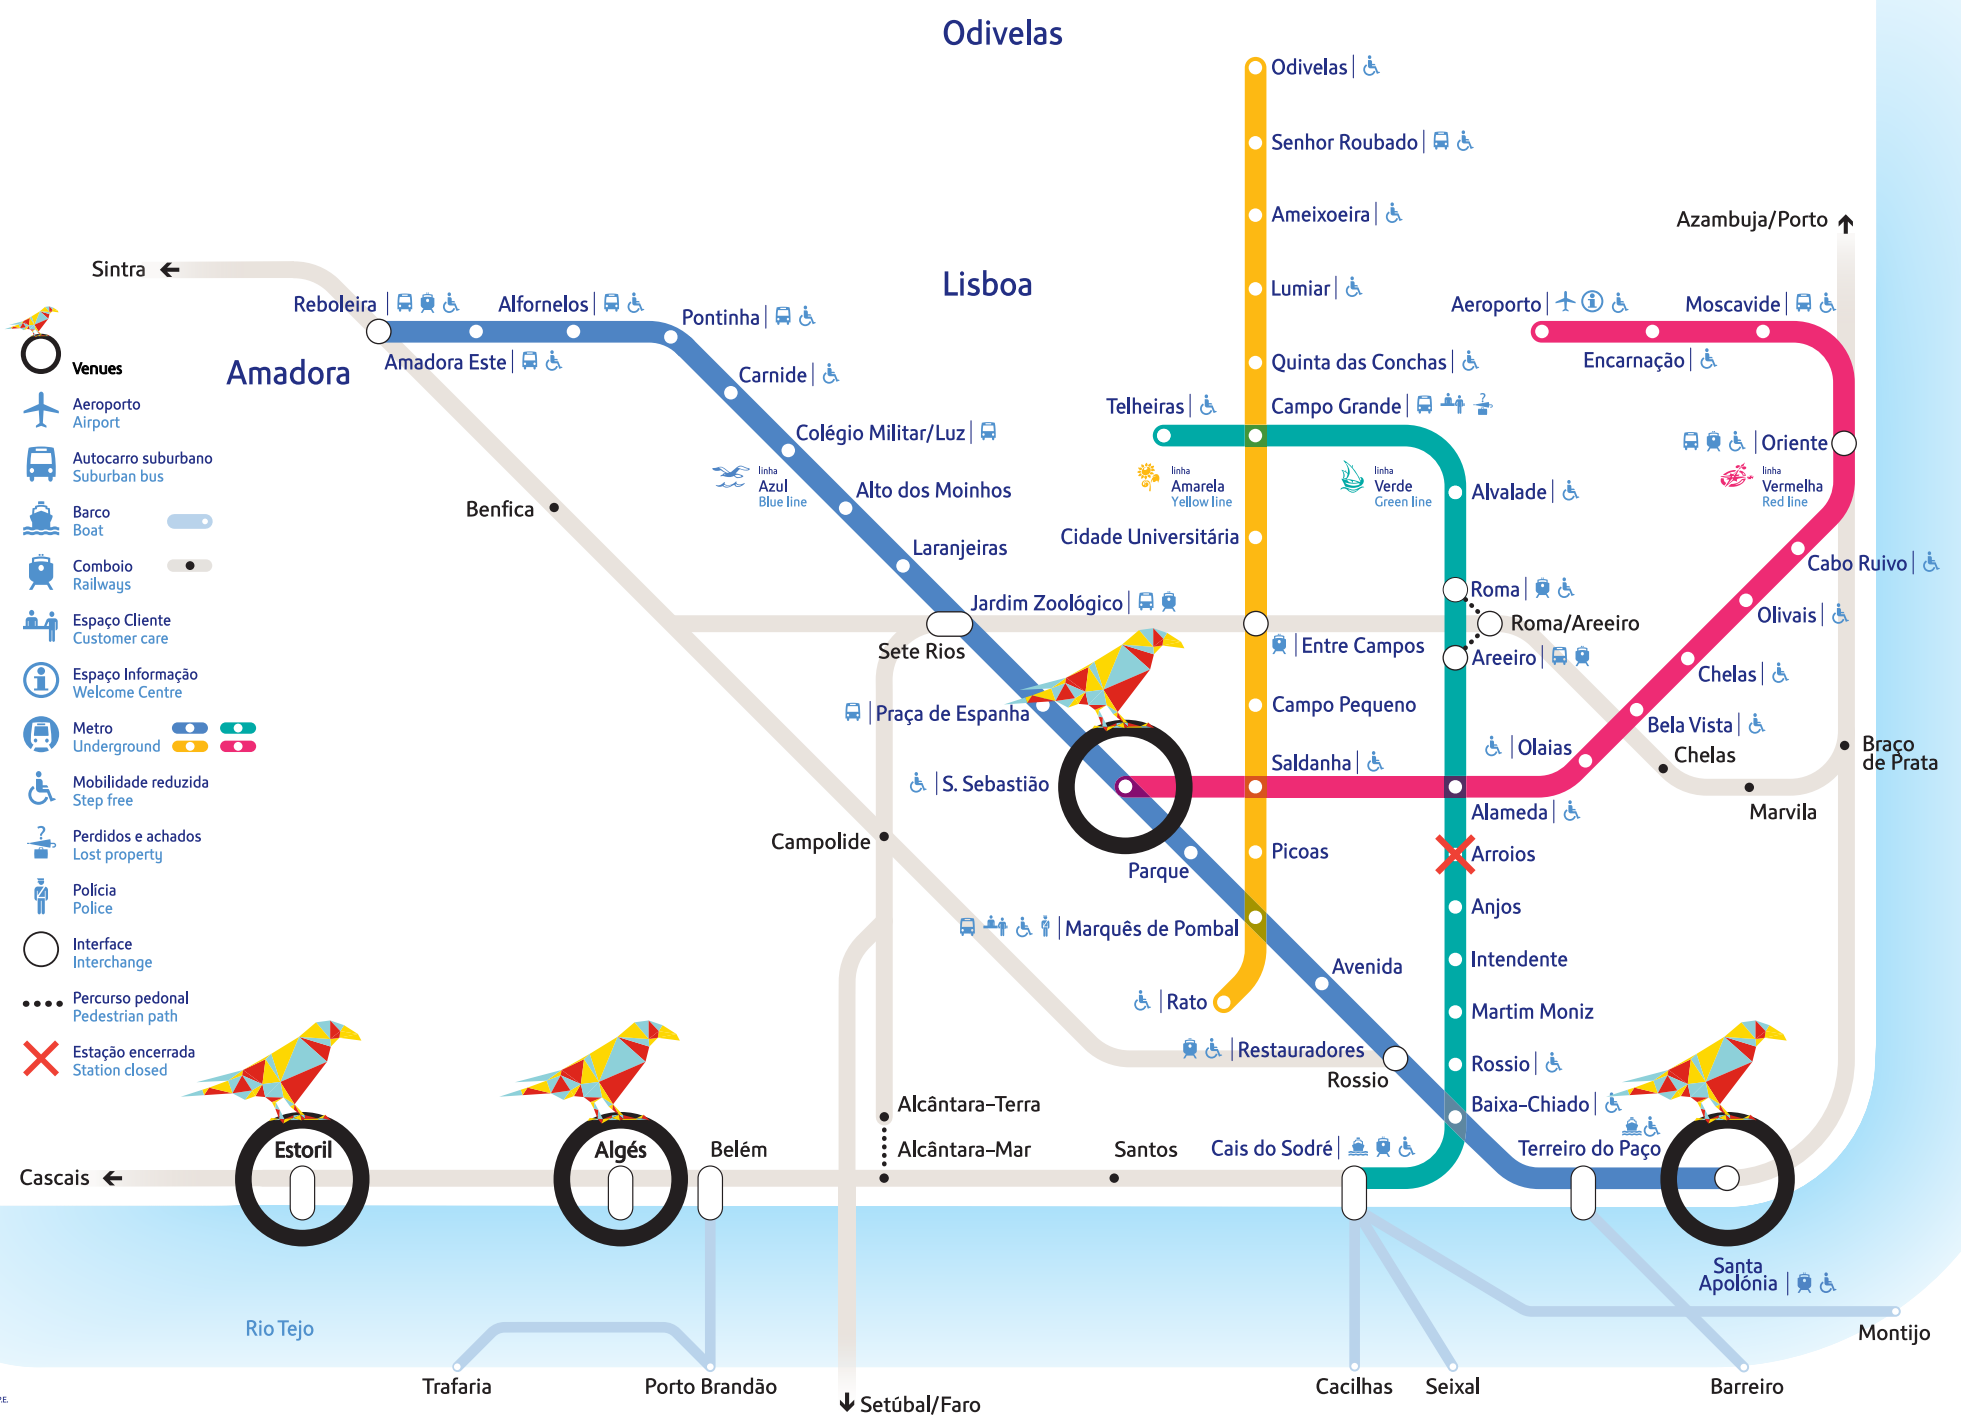 Odivelas
Odivelas
Senhor Roubado
Ameixoeira
Azambuja/Porto
Sintra
Lisboa
Lumiar
Reboleira
Alfornelos
Pontinha
Aeroporto
Moscavide
Amadora Este
Quinta das Conchas
Encarnação
Venues
Amadora
Carnide
Aeroporto
Airport
Telheiras
Campo Grande
Colégio Militar/Luz
Oriente
Autocarro suburbano
Suburban bus
linha
Azul
Blue line
linha
Amarela
Yellow line
linha
Verde
Green line
linha
Vermelha
Red line
Alto dos Moinhos
Alvalade
Benfica
Barco
Boat
Cidade Universitária
Laranjeiras
Cabo Ruivo
Comboio
Railways
Jardim Zoológico
Roma
Olivais
Espaço Cliente
Customer care
Roma/Areeiro
Sete Rios
Entre Campos
Areeiro
Espaço Informação
Welcome Centre
Chelas
Praça de Espanha
Campo Pequeno
Bela Vista
Metro
Underground
Olaias
Chelas
Braço
de Prata
Saldanha
Mobilidade reduzida
Step free
S. Sebastião
Alameda
Marvila
Perdidos e achados
Lost property
?
?
Campolide
Picoas
Arroios
Parque
Polícia
Police
Anjos
Marquês de Pombal
Interface
Interchange
Intendente
Avenida
Percurso pedonal
Pedestrian path
Rato
Martim Moniz
Estação encerrada
Station closed
Restauradores
Rossio
Rossio
Alcântara-Terra
Baixa-Chiado
Estoril
Algés
Belém
Alcântara-Mar
Santos
Cais do Sodré
Terreiro do Paço
Cascais
Santa
Apolónia
Rio Tejo
Montijo
Trafaria
Porto Brandão
Cacilhas
Seixal
Barreiro
Setúbal/Faro